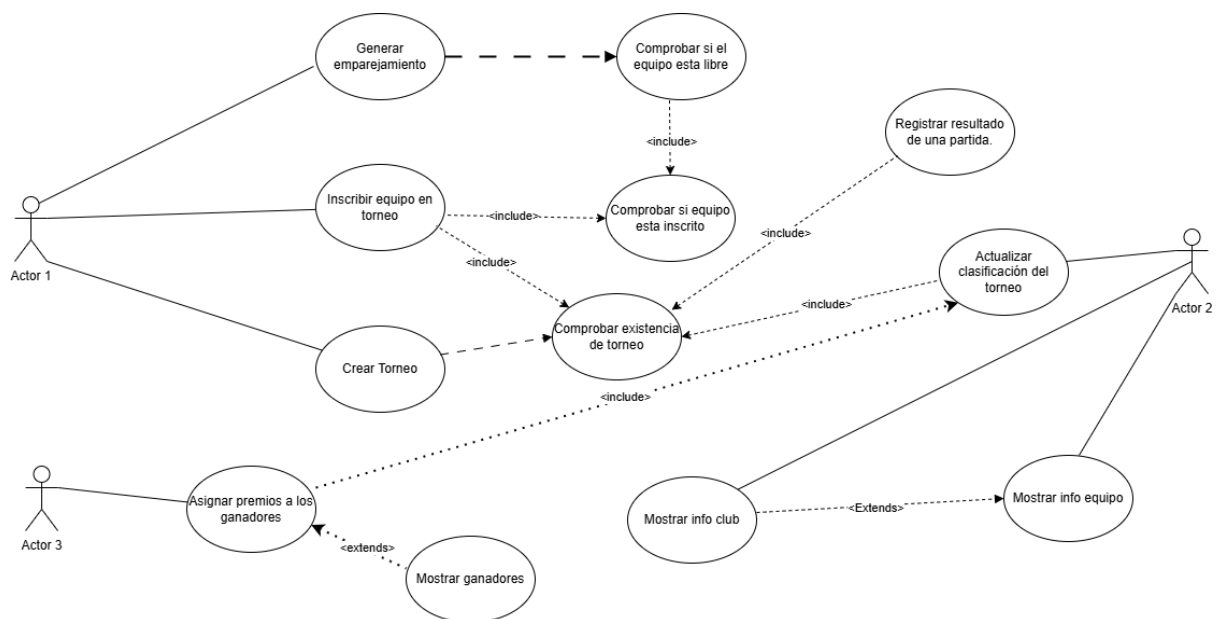 Generar
emparejamiento
Comprobar si el
equipo esta libre
Registrar resultado
de una partida.
<include>
Inscribir equipo en
torneo
<include>
Comprobar si equipo
esta inscrito
<include>
<include>
Actualizar
clasificación del
torneo
Actor 1
Actor 2
<include>
Comprobar existencia
de torneo
Crear Torneo
<include>
Asignar premios a los
ganadores
Mostrar info equipo
<Extends>
Mostrar info club
Actor 3
<extends>
Mostrar ganadores